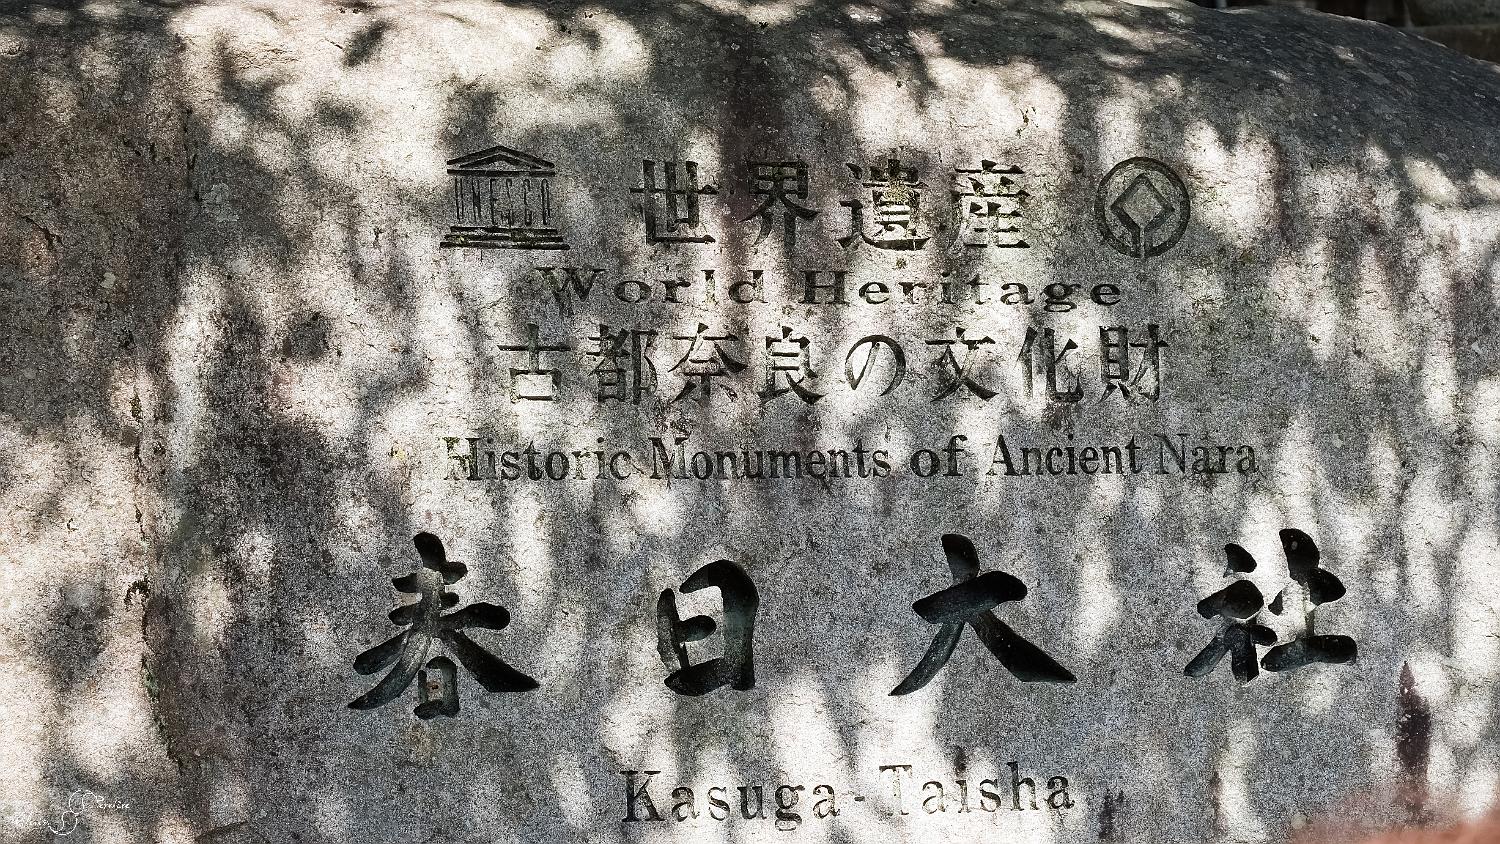 UNESCO 世界遺産
World Heritage
古都奈良の文化財
Historic Monuments of Ancient Nara
春日大社
Kasuga-Taisha